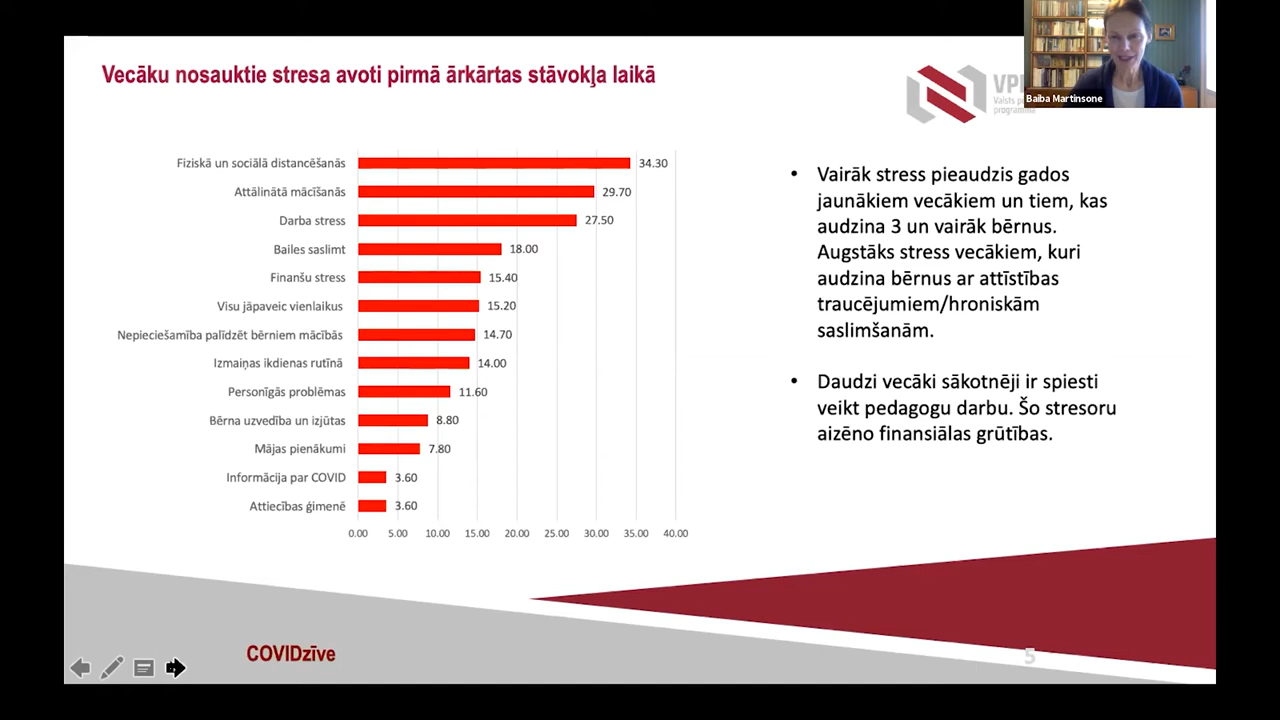 Vecāku nosauktie stresa avoti pirmā ārkārtas stāvokļa laikā
Baiba Martinsone
Fiziskā un sociālā distancēšanās 34.30
Attālinātā mācīšanās 29.70
Darba stress 27.50
Bailes saslimt 18.00
Finanšu stress 15.40
Visu jāpaveic vienlaikus 15.20
Nepieciešamība palīdzēt bērniem mācībās 14.70
Izmaiņas ikdienas rutīnā 14.00
Personīgās problēmas 11.60
Bērna uzvedība un izjūtas 8.80
Mājas pienākumi 7.80
Informācija par COVID 3.60
Attiecības ģimenē 3.60
0.00 5.00 10.00 15.00 20.00 25.00 30.00 35.00 40.00
• Vairāk stress pieaudzis gados
jaunākiem vecākiem un tiem, kas
audzina 3 un vairāk bērnus.
Augstāks stress vecākiem, kuri
audzina bērnus ar attīstības
traucējumiem/hroniskām
saslimšanām.
• Daudzi vecāki sākotnēji ir spiesti
veikt pedagogu darbu. Šo stresoru
aizēno finansiālas grūtības.
COVIDzīve
5